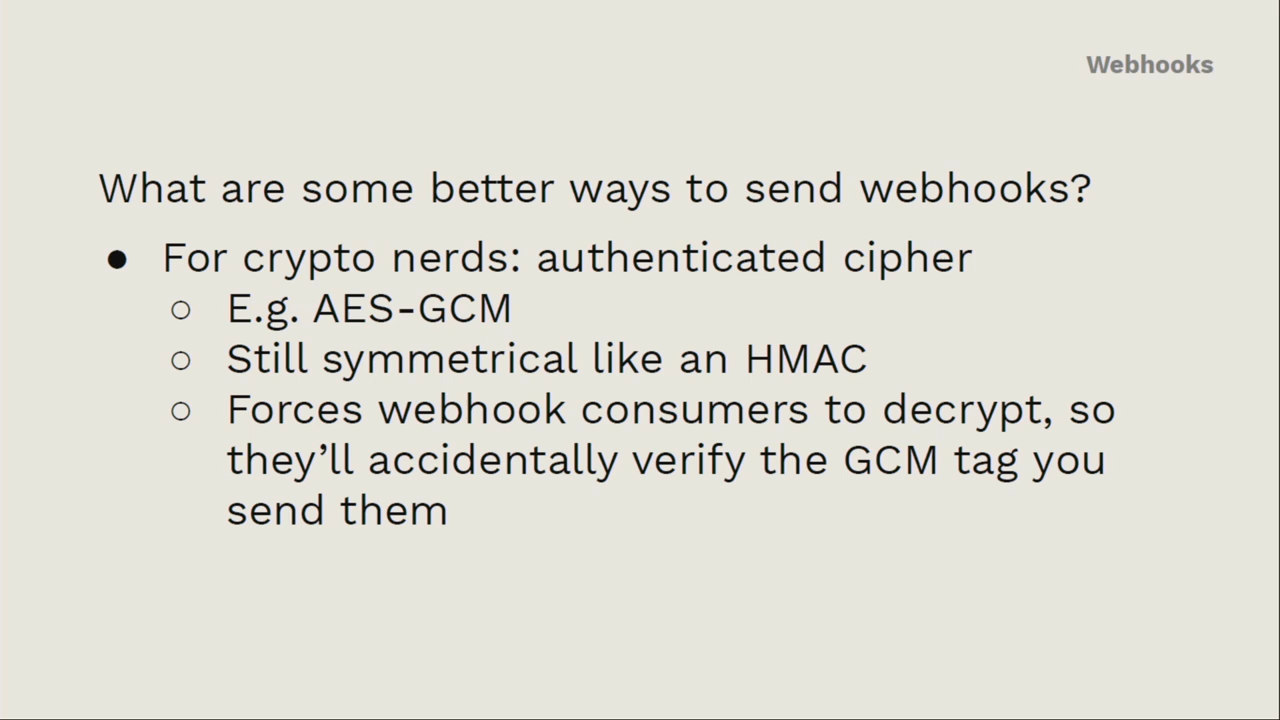 Webhooks
What are some better ways to send webhooks?
● For crypto nerds: authenticated cipher
○ E.g. AES-GCM
○ Still symmetrical like an HMAC
○ Forces webhook consumers to decrypt, so
they’ll accidentally verify the GCM tag you
send them